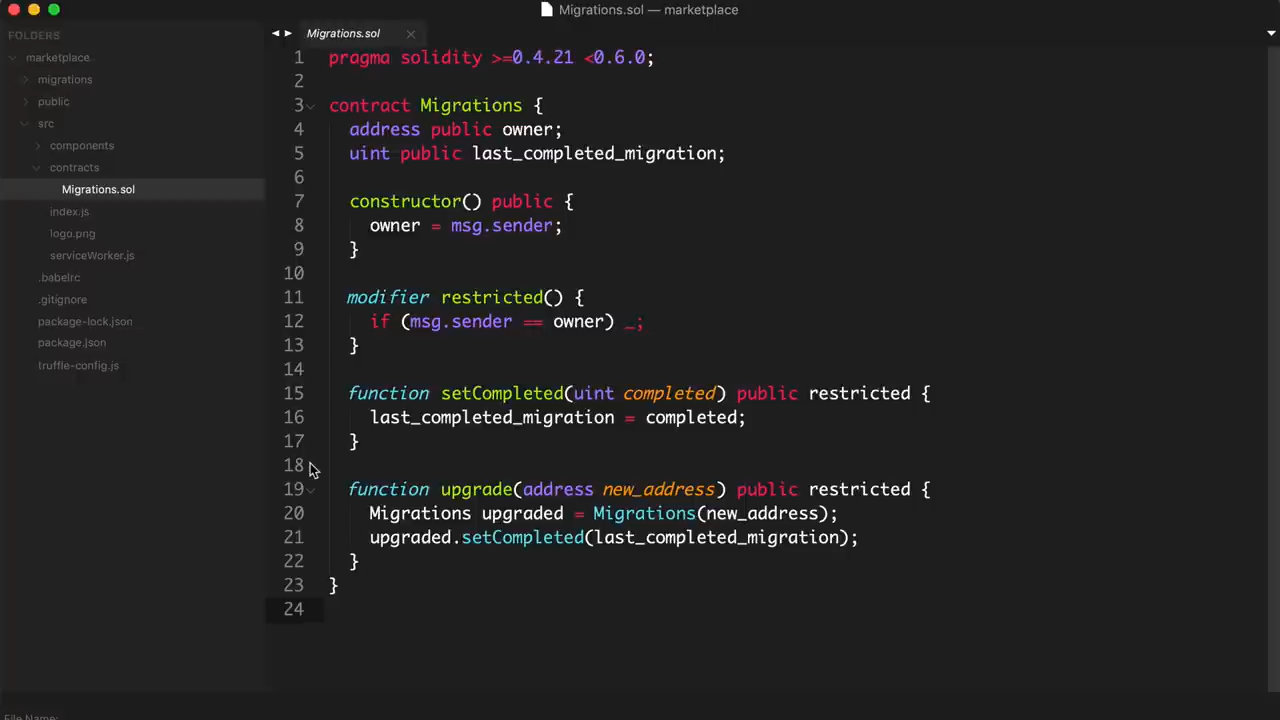 Migrations.sol — marketplace
FOLDERS
marketplace
migrations
public
src
components
contracts
Migrations.sol
index.js
logo.png
serviceWorker.js
.babelrc
.gitignore
package-lock.json
package.json
truffle-config.js
Migrations.sol
1 pragma solidity >=0.4.21 <0.6.0;
2
3 contract Migrations {
4 address public owner;
5 uint public last_completed_migration;
6
7 constructor() public {
8 owner = msg.sender;
9 }
10
11 modifier restricted() {
12 if (msg.sender == owner) _;
13 }
14
15 function setCompleted(uint completed) public restricted {
16 last_completed_migration = completed;
17 }
18
19 function upgrade(address new_address) public restricted {
20 Migrations upgraded = Migrations(new_address);
21 upgraded.setCompleted(last_completed_migration);
22 }
23 }
24
File Name: